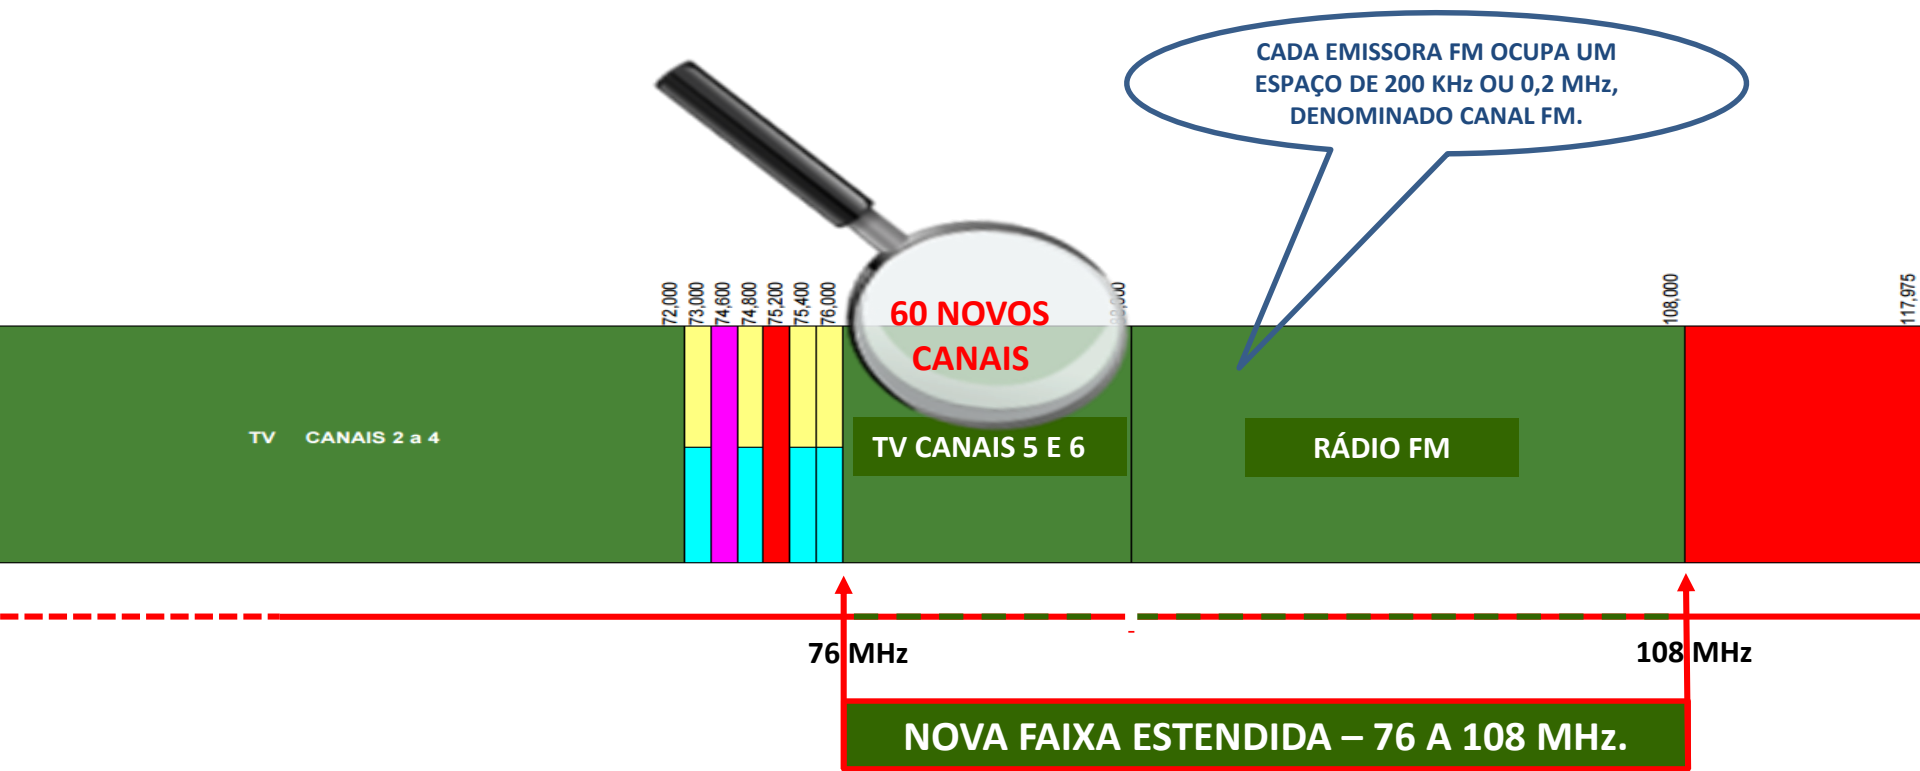 CADA EMISSORA FM OCUPA UM
ESPAÇO DE 200 KHz OU 0,2 MHz,
DENOMINADO CANAL FM.
72,000
73,000
74,600
74,800
75,200
75,400
76,000
108,000
117,975
60 NOVOS
CANAIS
TV CANAIS 2 a 4
TV CANAIS 5 E 6
RÁDIO FM
76 MHz
108 MHz
NOVA FAIXA ESTENDIDA – 76 A 108 MHz.